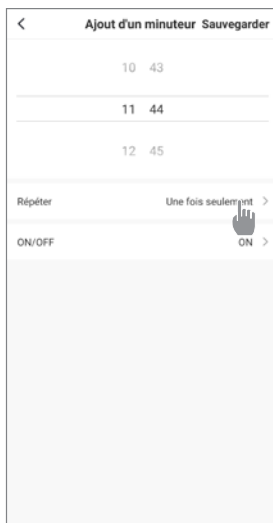 Ajout d'un minuteur Sauvegarder
10 43
11 44
12 45
Répéter Une fois seulement
ON/OFF ON